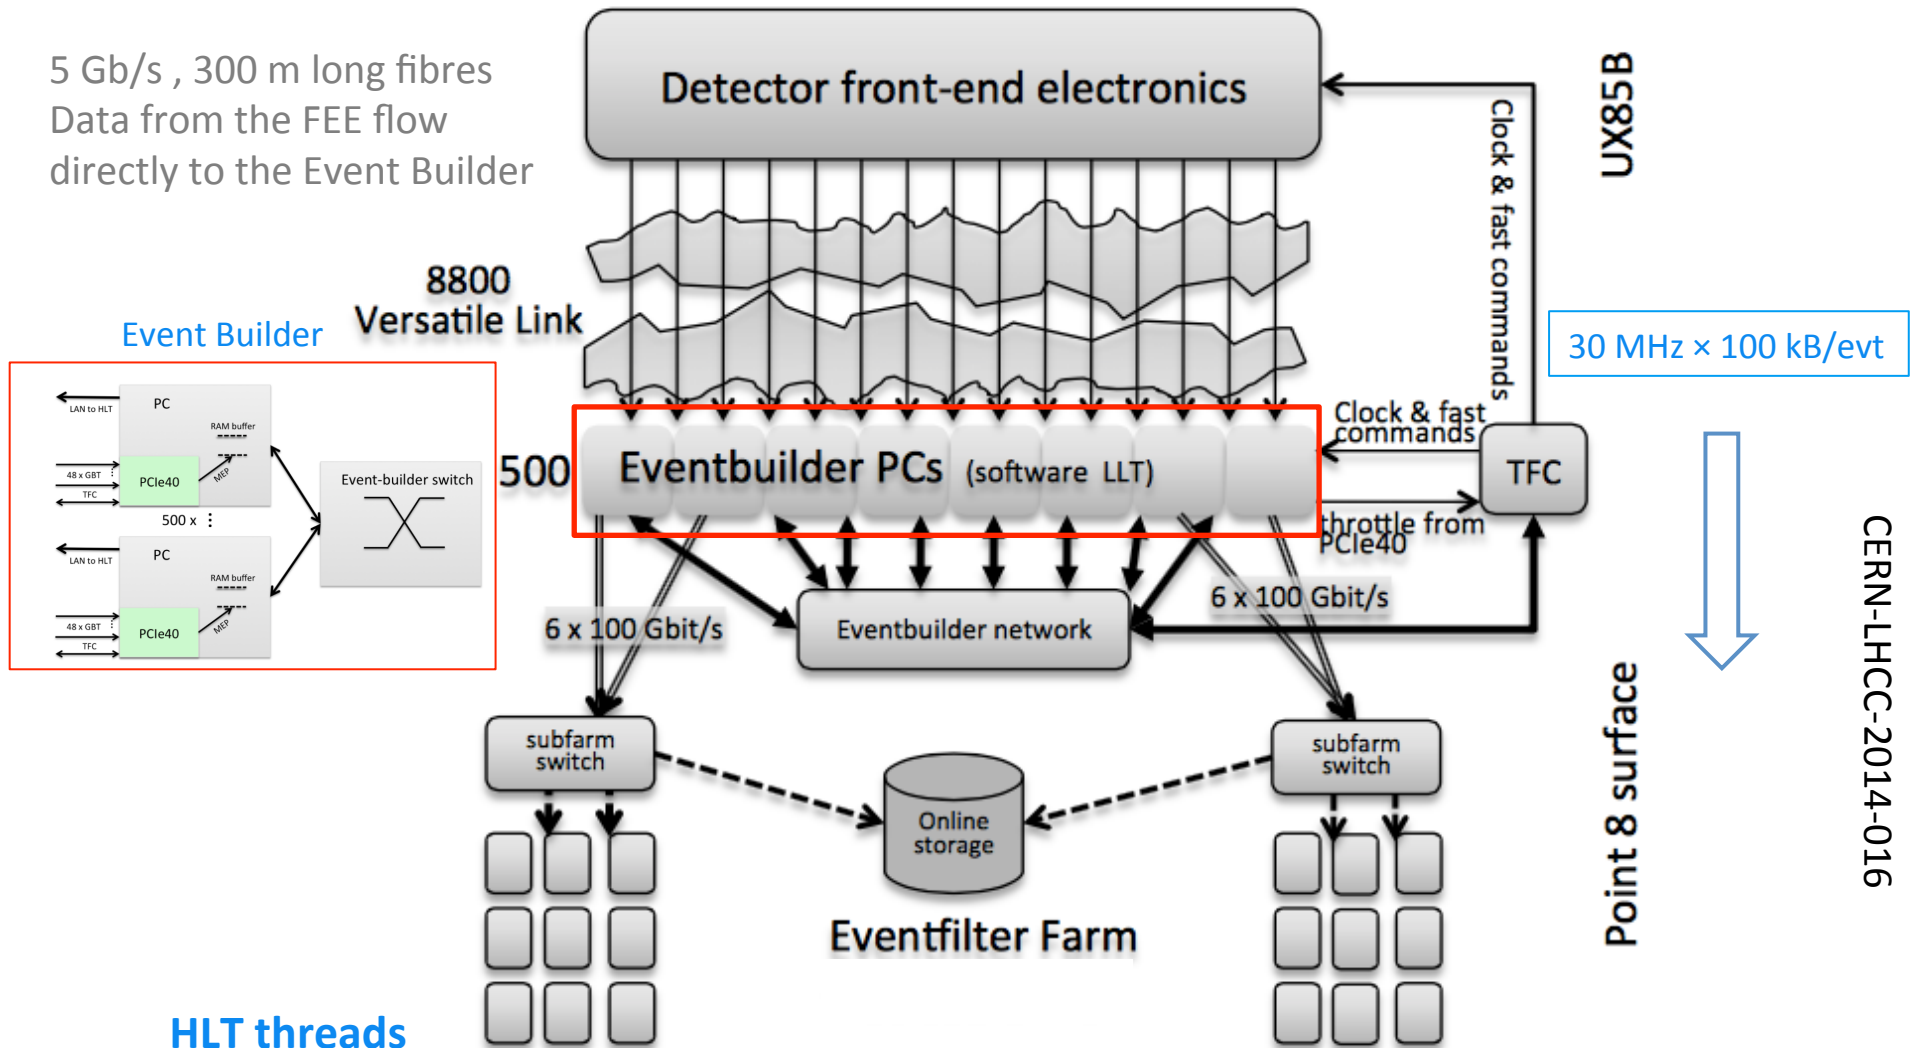 5 Gb/s , 300 m long fibres
Data from the FEE flow
directly to the Event Builder
Detector front-end electronics
UX85B
Clock & fast commands
8800
Versatile Link
Event Builder
30 MHz × 100 kB/evt
LAN to HLT
PC
RAM buffer
48 x GBT
PCIe40
MEP
TFC
500 x
Event-builder switch
LAN to HLT
PC
RAM buffer
48 x GBT
PCIe40
MEP
TFC
500
Eventbuilder PCs (software LLT)
Clock & fast
commands
TFC
throttle from
PCIe40
6 x 100 Gbit/s
Eventbuilder network
6 x 100 Gbit/s
subfarm
switch
Online
storage
subfarm
switch
Eventfilter Farm
Point 8 surface
CERN-LHCC-2014-016
HLT threads